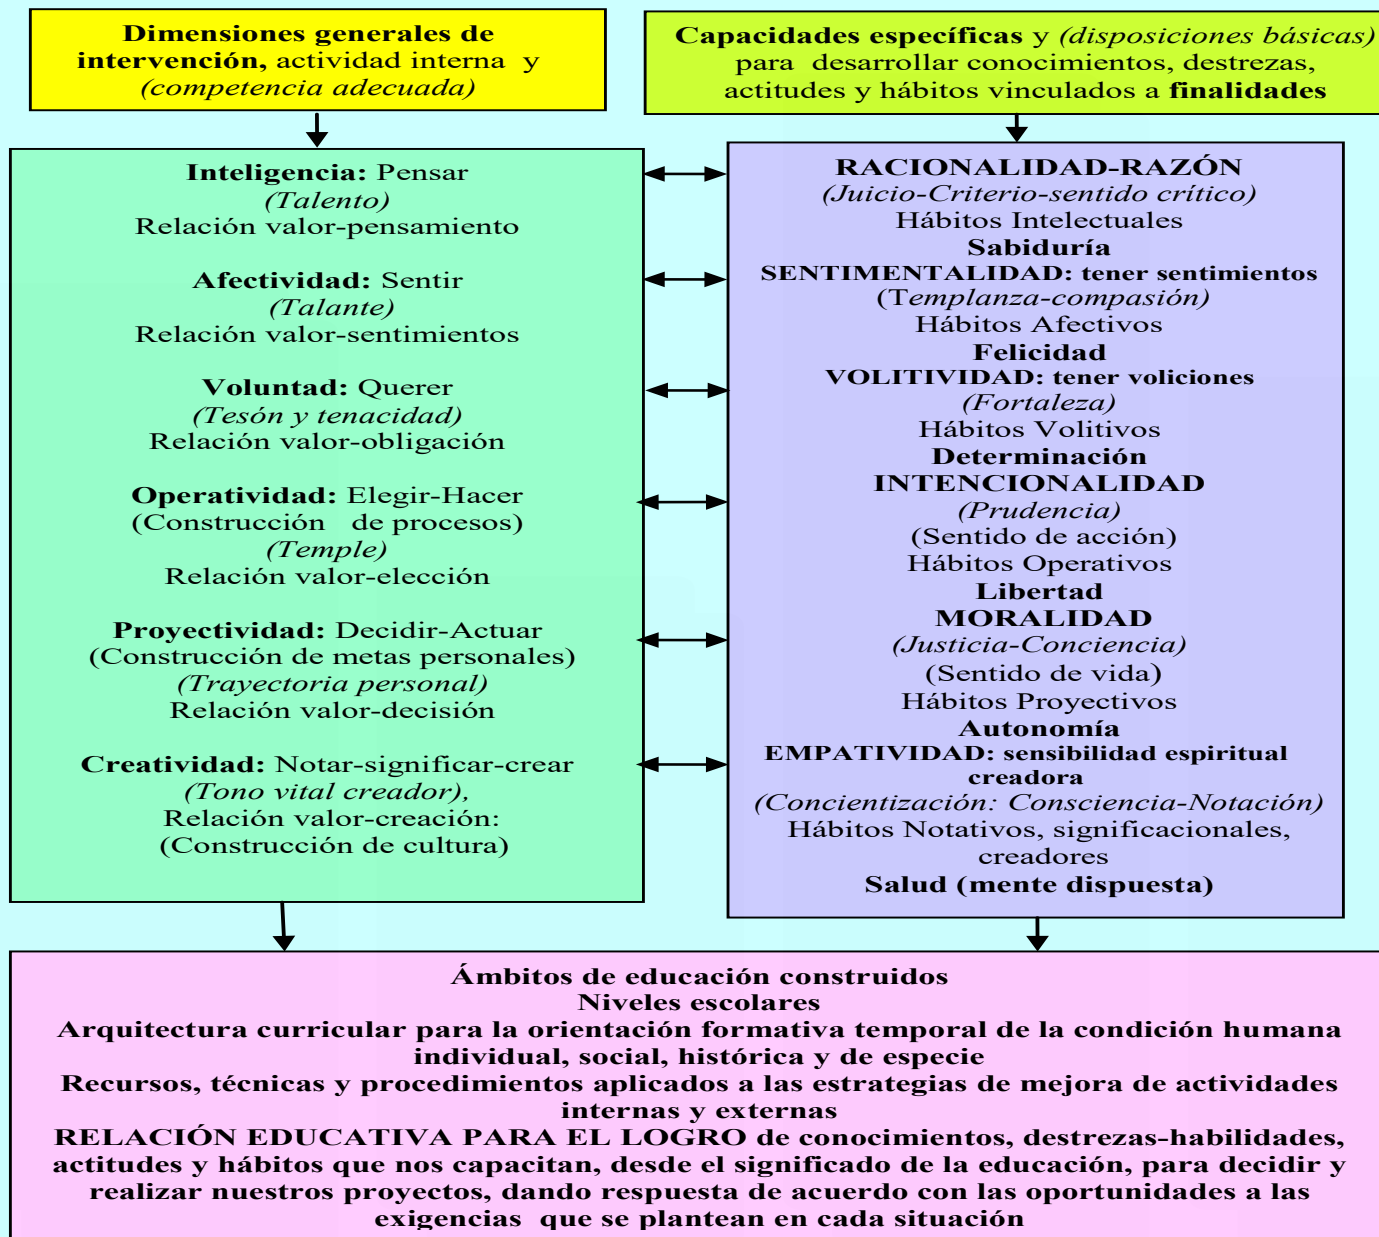 Dimensiones generales de
intervención, actividad interna y
(competencia adecuada)
Capacidades específicas y (disposiciones básicas)
para desarrollar conocimientos, destrezas,
actitudes y hábitos vinculados a finalidades
Inteligencia: Pensar
(Talento)
Relación valor-pensamiento
Afectividad: Sentir
(Talante)
Relación valor-sentimientos
Voluntad: Querer
(Tesón y tenacidad)
Relación valor-obligación
Operatividad: Elegir-Hacer
(Construcción de procesos)
(Temple)
Relación valor-elección
Proyectividad: Decidir-Actuar
(Construcción de metas personales)
(Trayectoria personal)
Relación valor-decisión
Creatividad: Notar-significar-crear
(Tono vital creador),
Relación valor-creación:
(Construcción de cultura)
RACIONALIDAD-RAZÓN
(Juicio-Criterio-sentido crítico)
Hábitos Intelectuales
Sabiduría
SENTIMENTALIDAD: tener sentimientos
(Templanza-compasión)
Hábitos Afectivos
Felicidad
VOLITIVIDAD: tener voliciones
(Fortaleza)
Hábitos Volitivos
Determinación
INTENCIONALIDAD
(Prudencia)
(Sentido de acción)
Hábitos Operativos
Libertad
MORALIDAD
(Justicia-Conciencia)
(Sentido de vida)
Hábitos Proyectivos
Autonomía
EMPATIVIDAD: sensibilidad espiritual
creadora
(Concientización: Consciencia-Notación)
Hábitos Notativos, significacionales,
creadores
Salud (mente dispuesta)
Ámbitos de educación construidos
Niveles escolares
Arquitectura curricular para la orientación formativa temporal de la condición humana
individual, social, histórica y de especie
Recursos, técnicas y procedimientos aplicados a las estrategias de mejora de actividades
internas y externas
RELACIÓN EDUCATIVA PARA EL LOGRO de conocimientos, destrezas-habilidades,
actitudes y hábitos que nos capacitan, desde el significado de la educación, para decidir y
realizar nuestros proyectos, dando respuesta de acuerdo con las oportunidades a las
exigencias que se plantean en cada situación